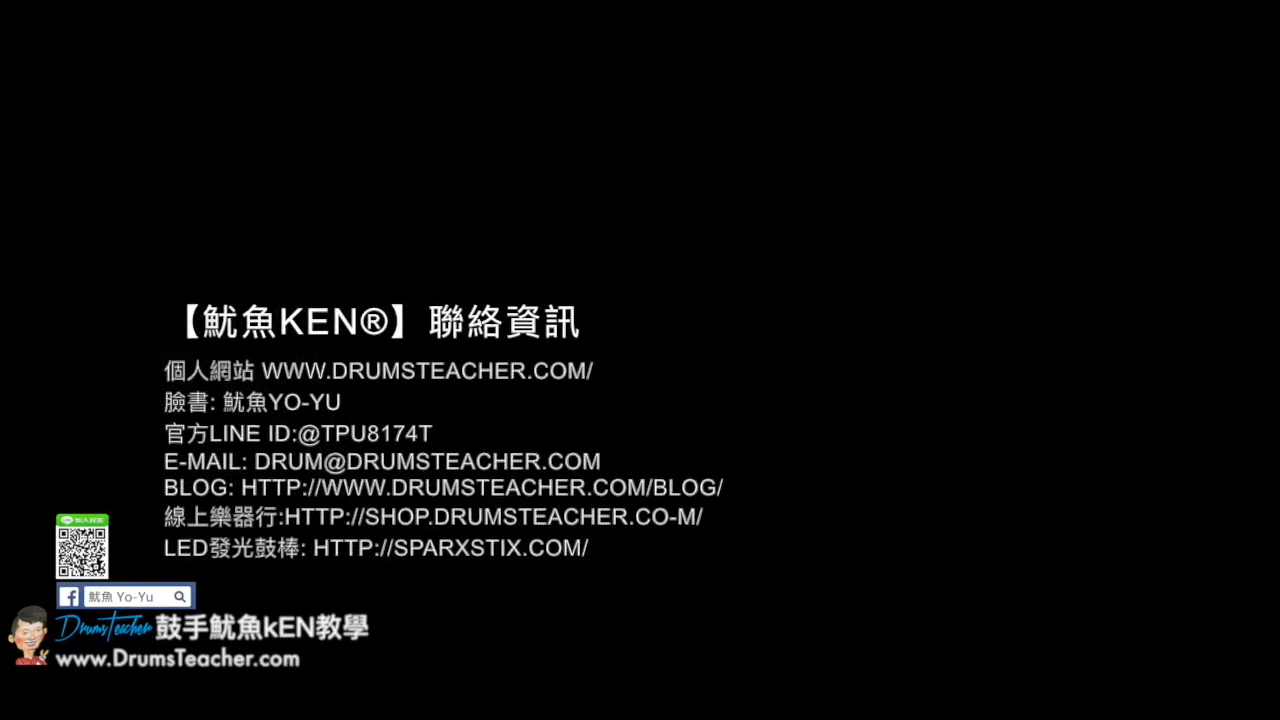 【魷魚KEN®】聯絡資訊
個人網站 WWW.DRUMSTEACHER.COM/
臉書: 魷魚YO-YU
官方LINE ID:@TPU8174T
E-MAIL: DRUM@DRUMSTEACHER.COM
BLOG: HTTP://WWW.DRUMSTEACHER.COM/BLOG/
線上樂器行:HTTP://SHOP.DRUMSTEACHER.CO-M/
LED發光鼓棒: HTTP://SPARXSTIX.COM/
加入好友
魷魚 Yo-Yu
DrumsTeacher 鼓手魷魚kEN教學
www.DrumsTeacher.com